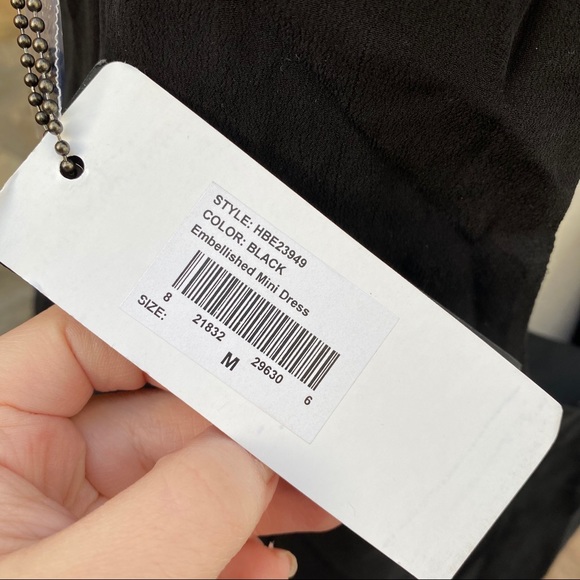 STYLE: HBE23949
COLOR: BLACK
Embellished Mini Dress
8 21832 29630 6
SIZE: M